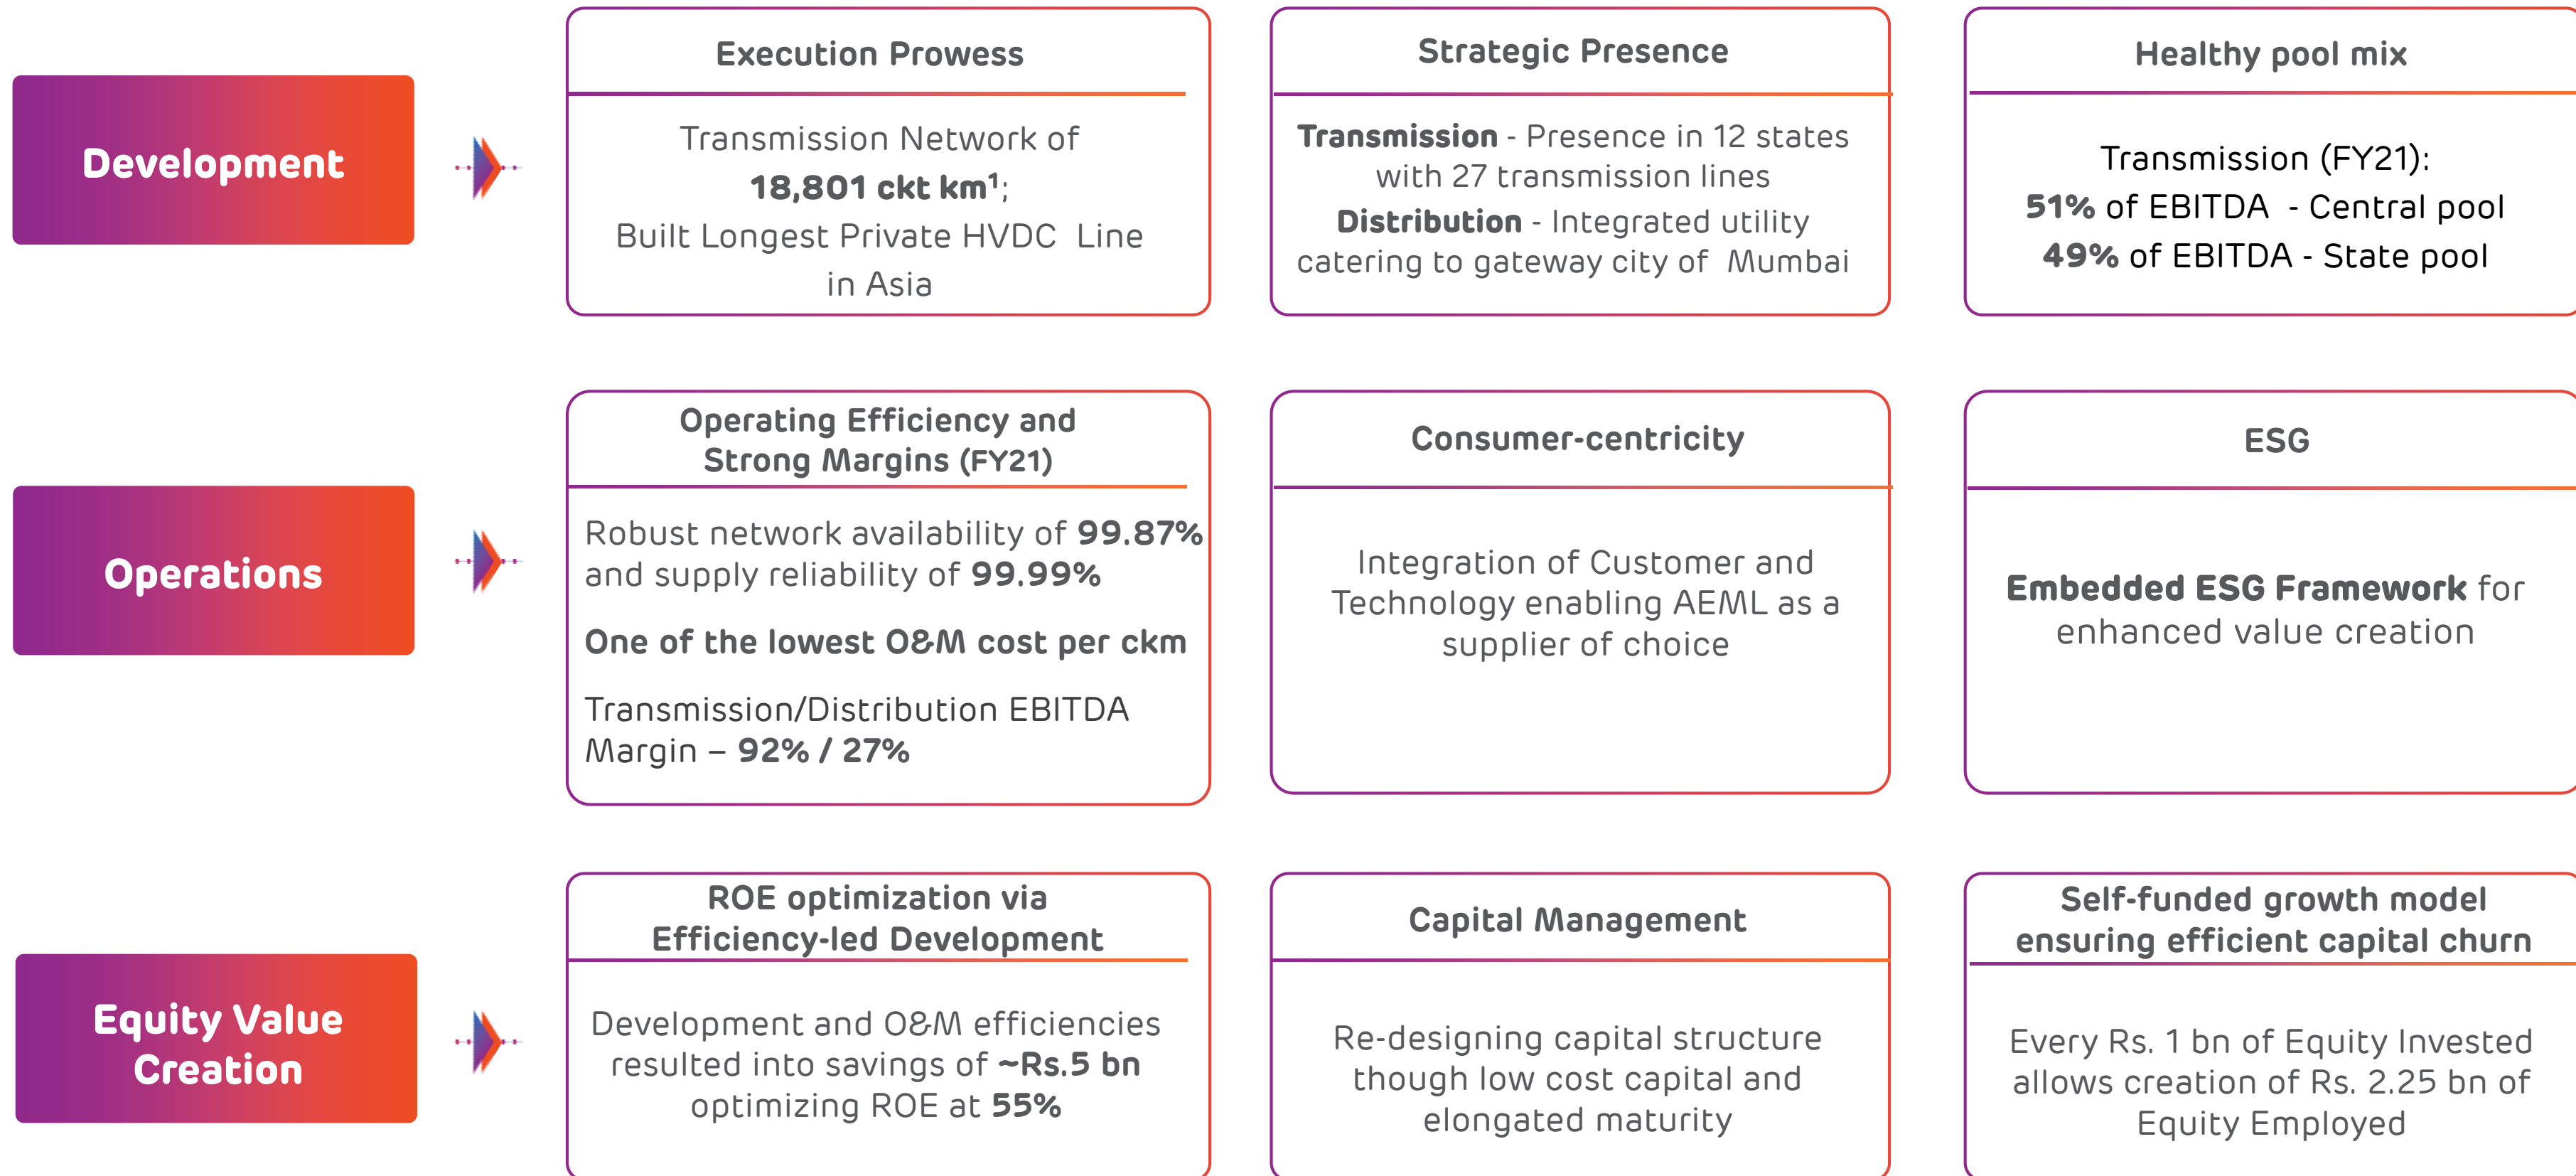 Development
Execution Prowess
Transmission Network of
18,801 ckt km¹;
Built Longest Private HVDC Line
in Asia
Strategic Presence
Transmission - Presence in 12 states
with 27 transmission lines
Distribution - Integrated utility
catering to gateway city of Mumbai
Healthy pool mix
Transmission (FY21):
51% of EBITDA - Central pool
49% of EBITDA - State pool
Operations
Operating Efficiency and
Strong Margins (FY21)
Robust network availability of 99.87%
and supply reliability of 99.99%
One of the lowest O&M cost per ckm
Transmission/Distribution EBITDA
Margin – 92% / 27%
Consumer-centricity
Integration of Customer and
Technology enabling AEML as a
supplier of choice
ESG
Embedded ESG Framework for
enhanced value creation
Equity Value
Creation
ROE optimization via
Efficiency-led Development
Development and O&M efficiencies
resulted into savings of ~Rs.5 bn
optimizing ROE at 55%
Capital Management
Re-designing capital structure
though low cost capital and
elongated maturity
Self-funded growth model
ensuring efficient capital churn
Every Rs. 1 bn of Equity Invested
allows creation of Rs. 2.25 bn of
Equity Employed